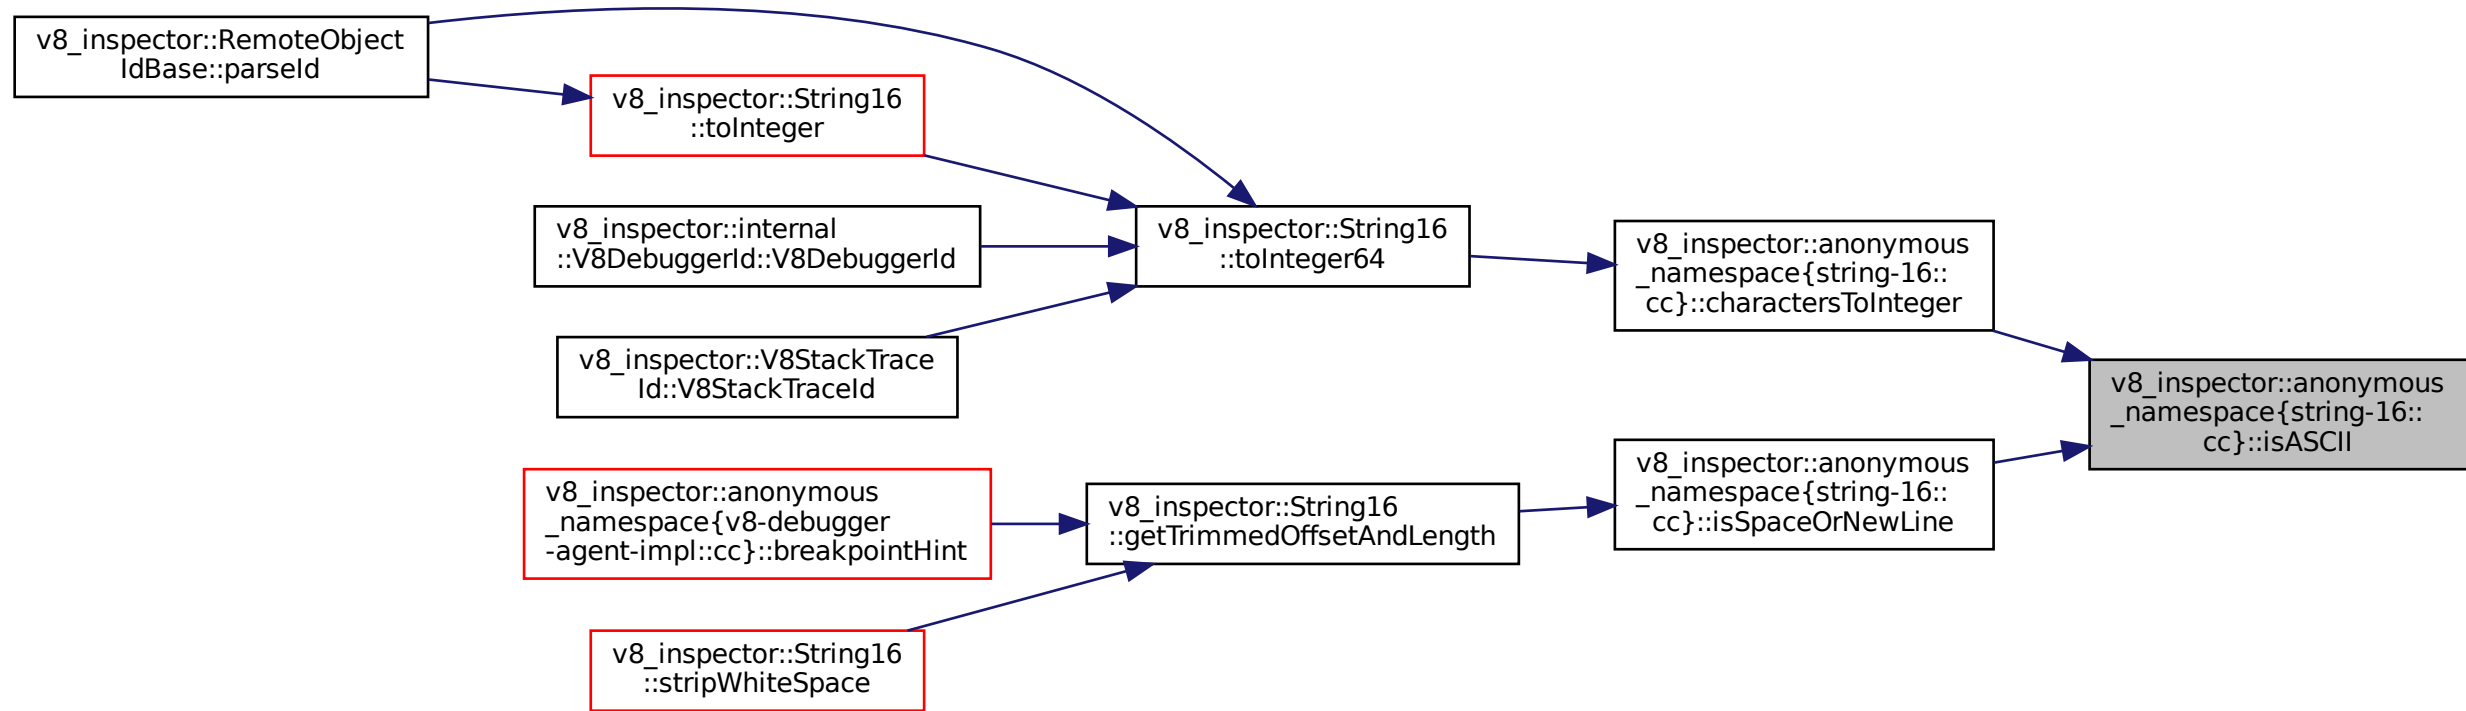 v8_inspector::RemoteObject
IdBase::parseId
v8_inspector::String16
::toInteger
v8_inspector::internal
::V8DebuggerId::V8DebuggerId
v8_inspector::V8StackTrace
Id::V8StackTraceId
v8_inspector::anonymous
_namespace{v8-debugger
-agent-impl::cc}::breakpointHint
v8_inspector::String16
::stripWhiteSpace
v8_inspector::String16
::toInteger64
v8_inspector::String16
::getTrimmedOffsetAndLength
v8_inspector::anonymous
_namespace{string-16::
cc}::charactersToInteger
v8_inspector::anonymous
_namespace{string-16::
cc}::isSpaceOrNewLine
v8_inspector::anonymous
_namespace{string-16::
cc}::isASCII